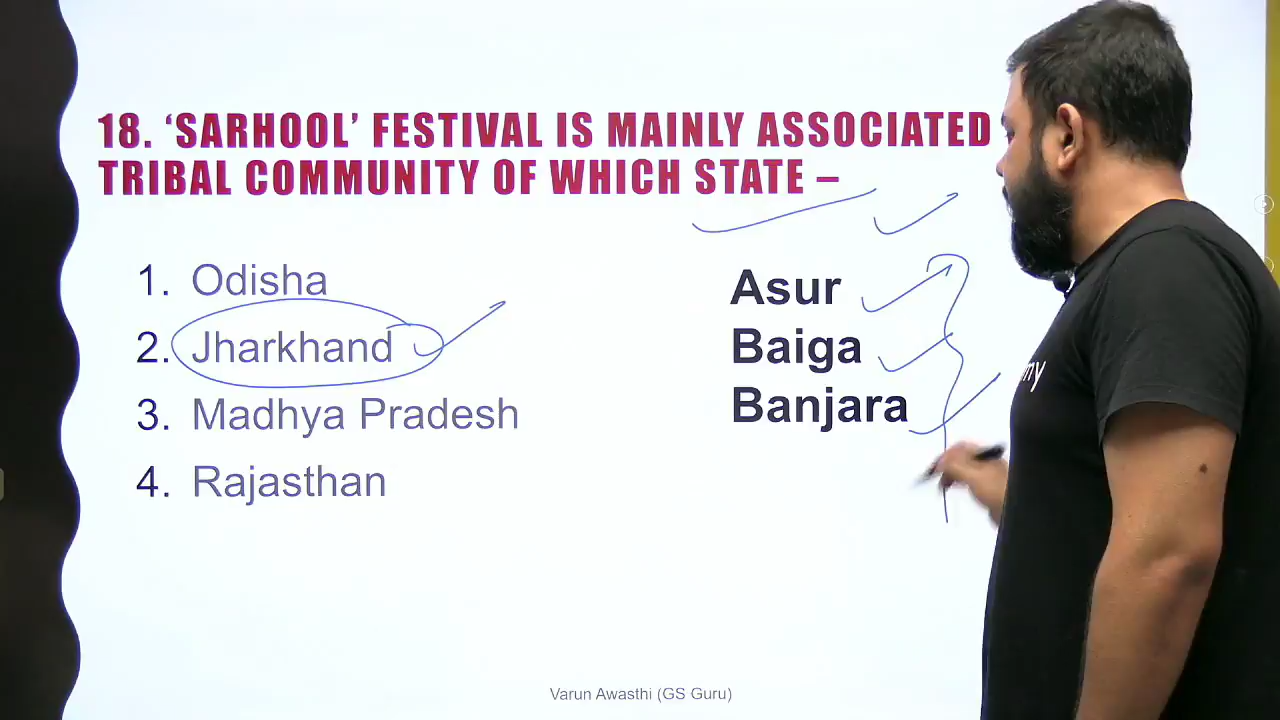 18. ‘SARHOOL’ FESTIVAL IS MAINLY ASSOCIATED
TRIBAL COMMUNITY OF WHICH STATE –
1. Odisha
2. Jharkhand
3. Madhya Pradesh
4. Rajasthan
Asur
Baiga
Banjara
Varun Awasthi (GS Guru)